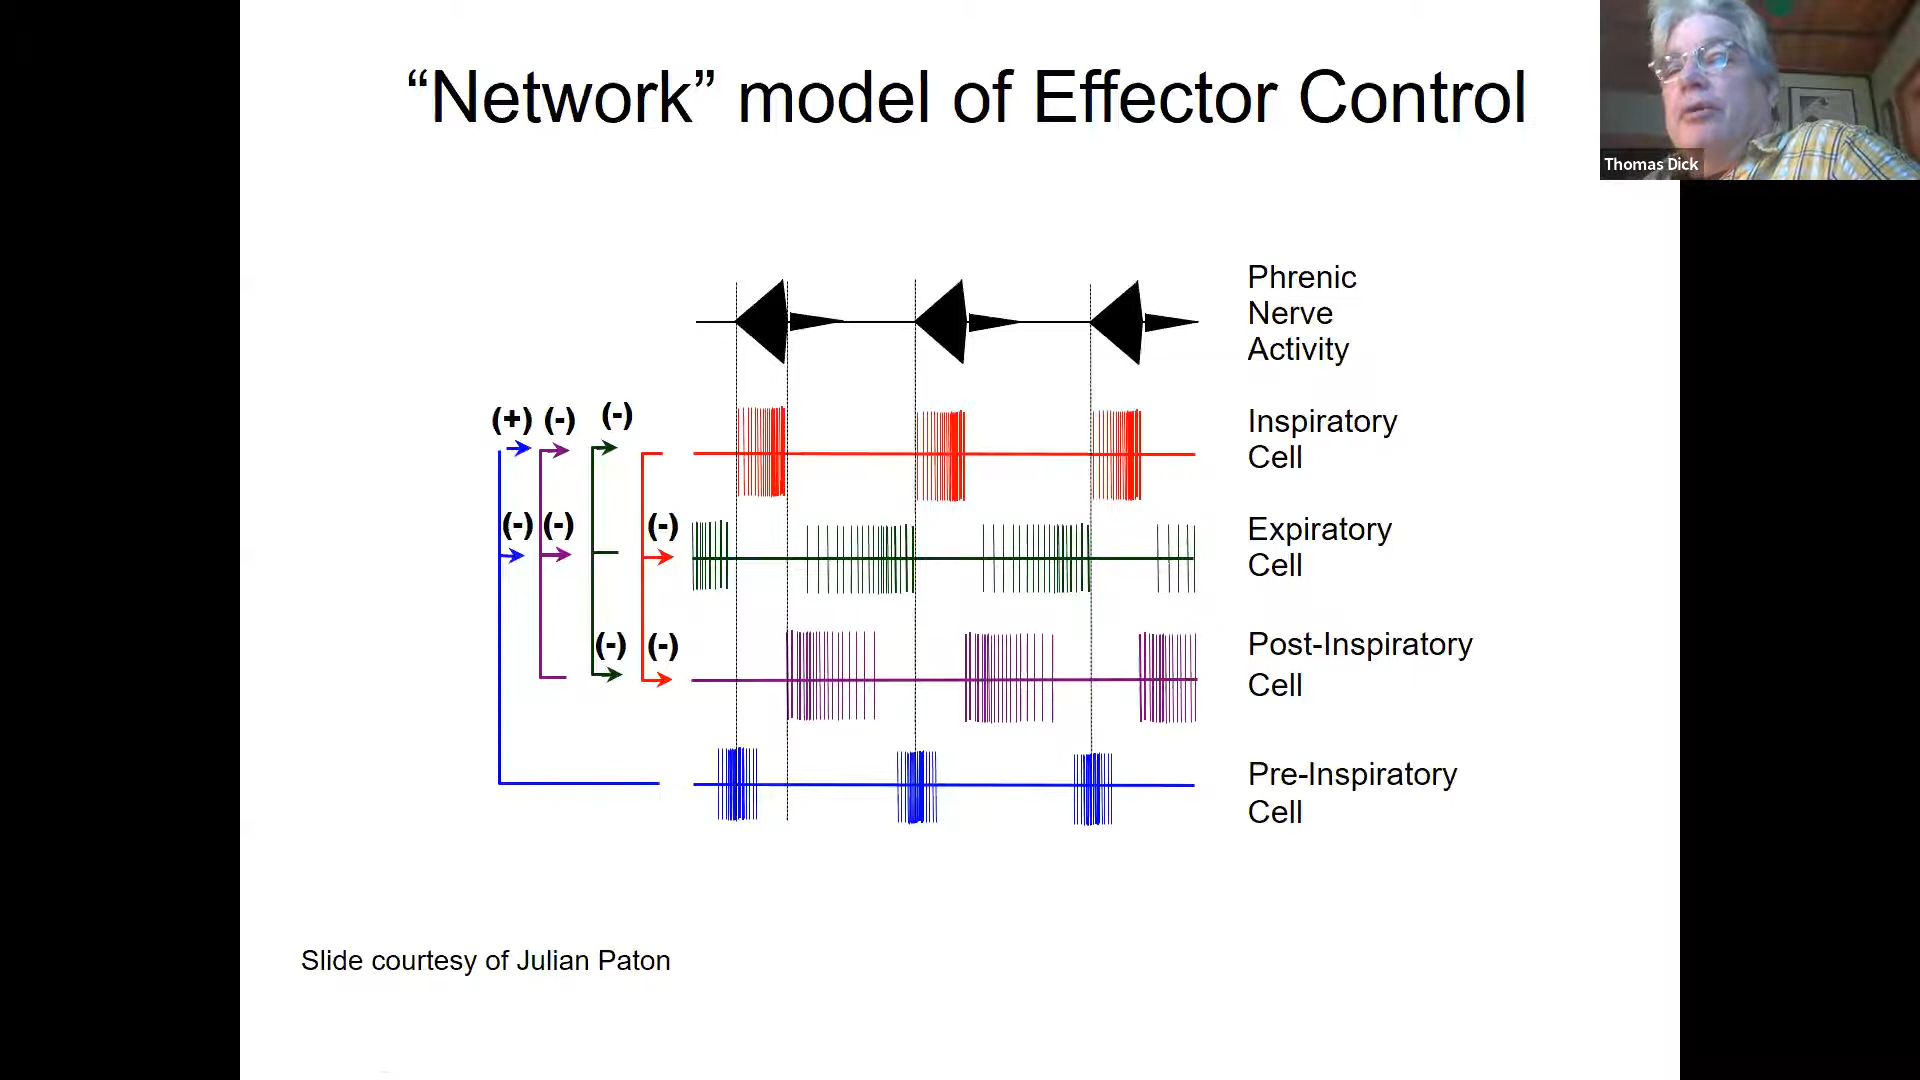 “Network” model of Effector Control
Thomas Dick
Phrenic
Nerve
Activity
(+) (-) (-)
Inspiratory
Cell
(-) (-) (-)
Expiratory
Cell
(-) (-)
Post-Inspiratory
Cell
Pre-Inspiratory
Cell
Slide courtesy of Julian Paton